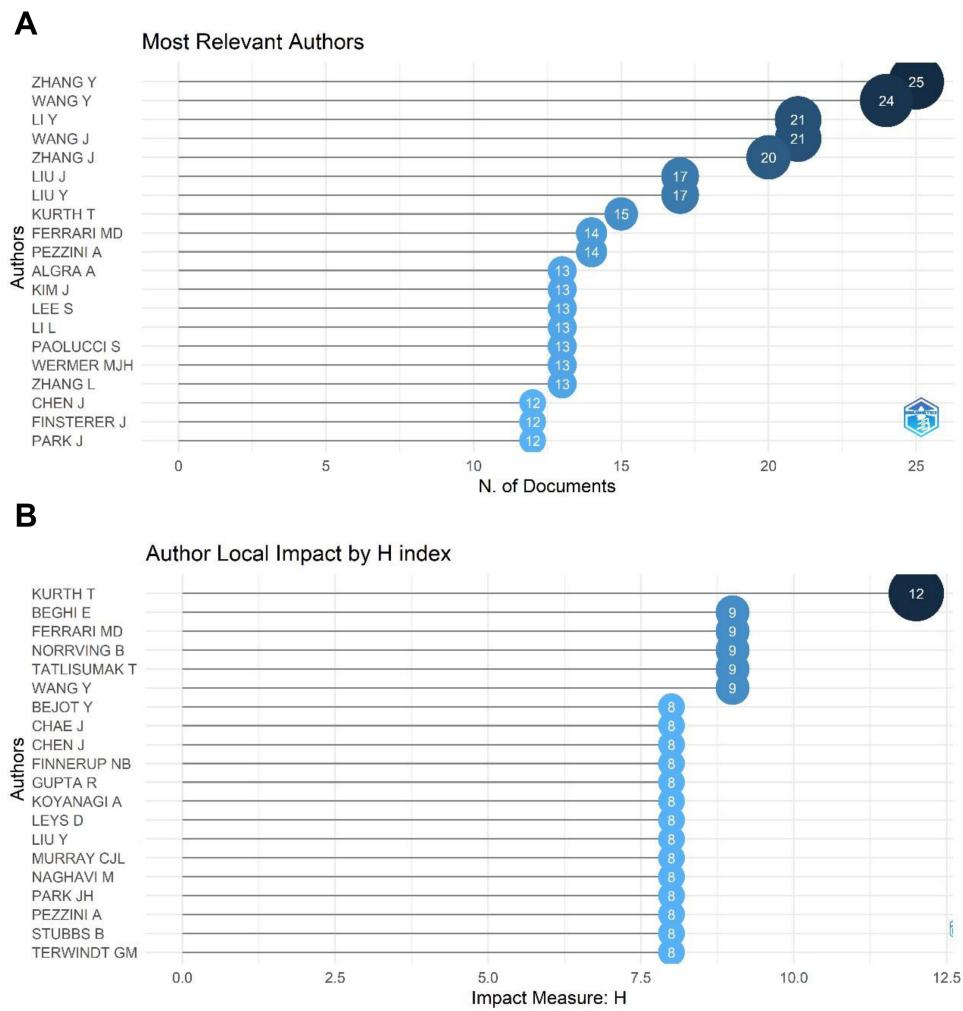 A
Most Relevant Authors
Authors
ZHANG Y 25
WANG Y 24
LI Y 21
WANG J 21
ZHANG J 20
LIU J 17
LIU Y 17
KURTH T 15
FERRARI MD 14
PEZZINI A 14
ALGRA A 13
KIM J 13
LEE S 13
LI L 13
PAOLUCCI S 13
WERMER MJH 13
ZHANG L 13
CHEN J 12
FINSTERER J 12
PARK J 12
0 5 10 15 20 25
N. of Documents
B
Author Local Impact by H index
Authors
KURTH T 12
BEGHI E 9
FERRARI MD 9
NORRVING B 9
TATLISUMAK T 9
WANG Y 9
BEJOT Y 8
CHAE J 8
CHEN J 8
FINNERUP NB 8
GUPTA R 8
KOYANAGI A 8
LEYS D 8
LIU Y 8
MURRAY CJL 8
NAGHAVI M 8
PARK JH 8
PEZZINI A 8
STUBBS B 8
TERWINDT GM 8
0.0 2.5 5.0 7.5 10.0 12.5
Impact Measure: H